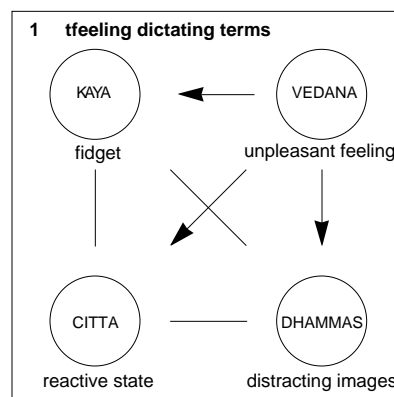 1 tfeeling dictating terms
KAYA
VEDANA
fidget
unpleasant feeling
CITTA
DHAMMAS
reactive state
distracting images